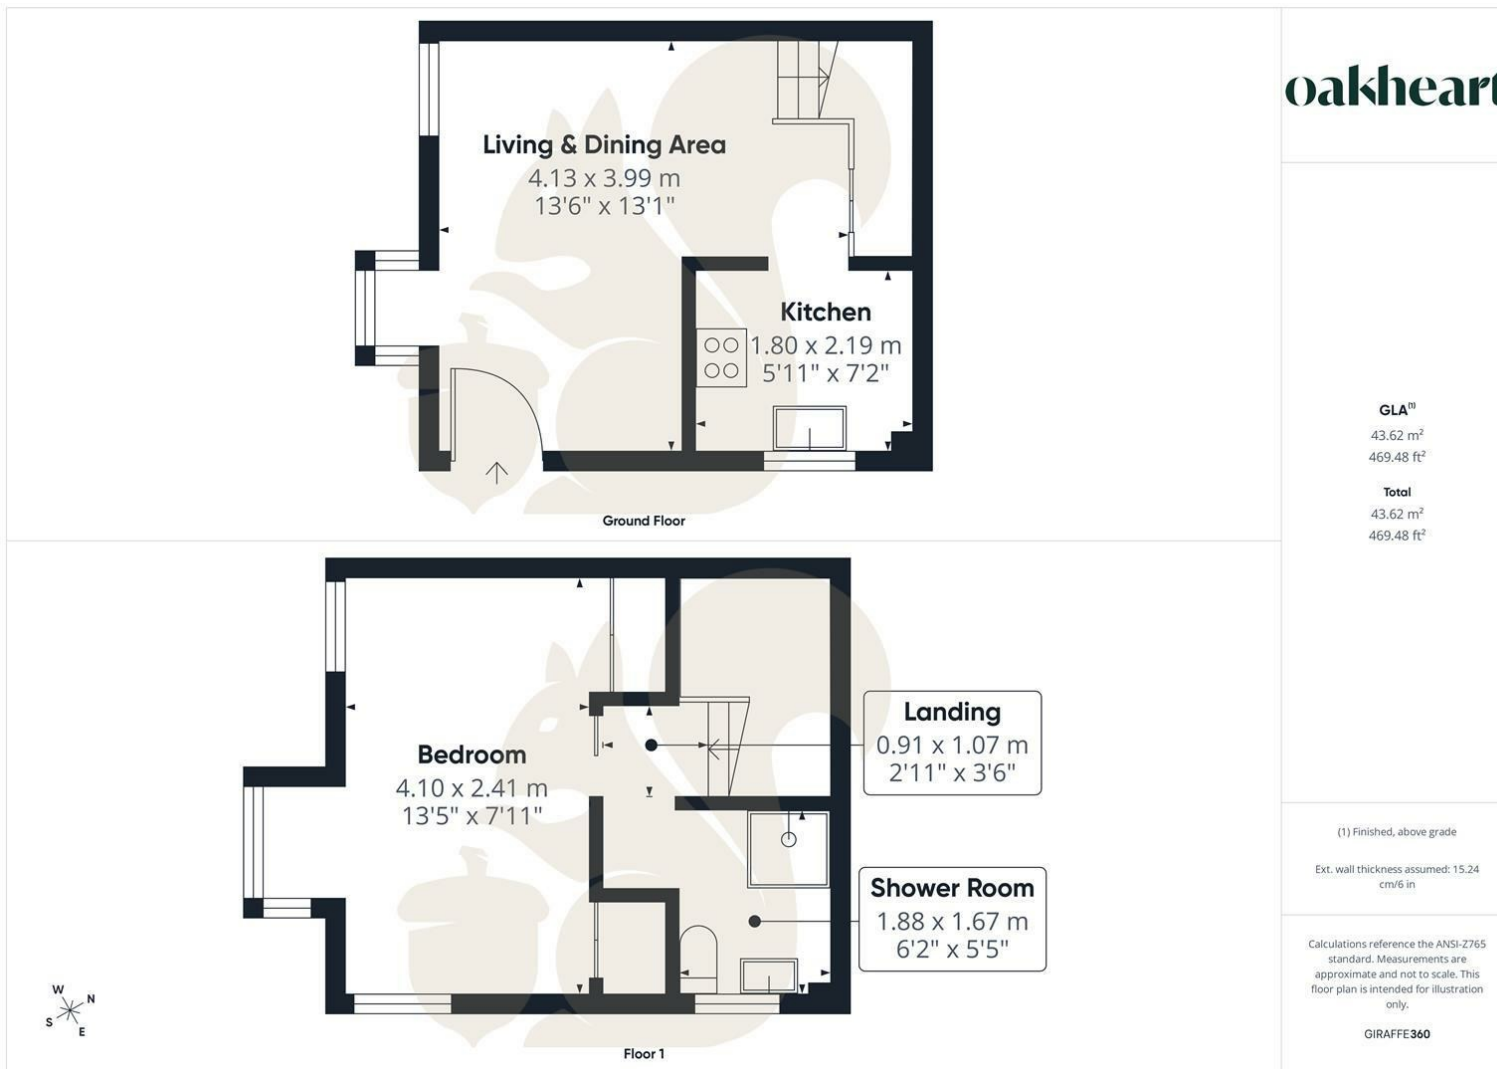 Living & Dining Area
4.13 x 3.99 m
13'6" x 13'1"
Kitchen
1.80 x 2.19 m
5'11" x 7'2"
Ground Floor
Bedroom
4.10 x 2.41 m
13'5" x 7'11"
Landing
0.91 x 1.07 m
2'11" x 3'6"
Shower Room
1.88 x 1.67 m
6'2" x 5'5"
W
N
S
E
Floor 1
oakheart
GLA(1)
43.62 m²
469.48 ft²
Total
43.62 m²
469.48 ft²
(1) Finished, above grade
Ext. wall thickness assumed: 15.24
cm/6 in
Calculations reference the ANSI-Z765
standard. Measurements are
approximate and not to scale. This
floor plan is intended for illustration
only.
GIRAFFE360